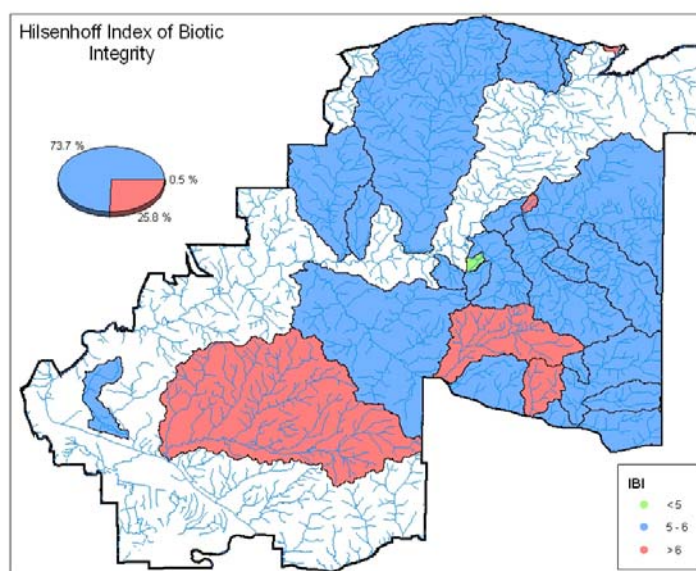 Hilsenhoff Index of Biotic
Integrity
73.7 %
0.5 %
25.8 %
IBI
<5
5 - 6
>6